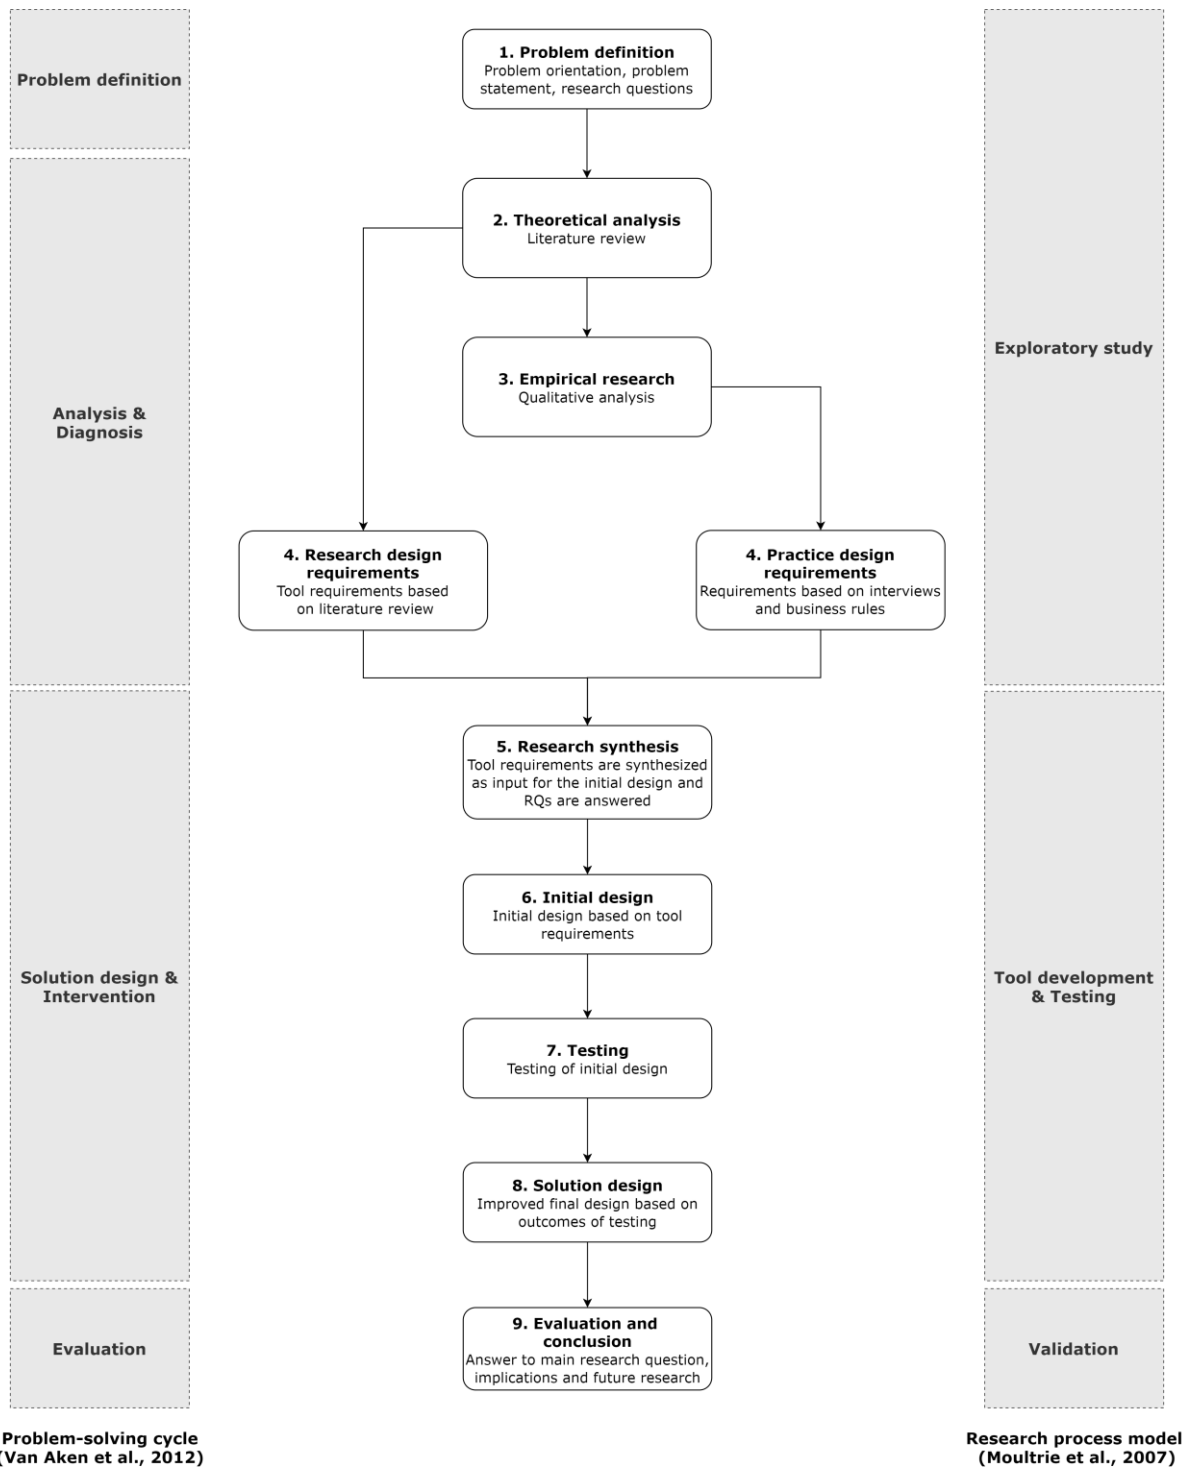 Problem definition
Analysis &
Diagnosis
Solution design &
Intervention
Evaluation
Problem-solving cycle
(Van Aken et al., 2012)
1. Problem definition
Problem orientation, problem
statement, research questions
2. Theoretical analysis
Literature review
3. Empirical research
Qualitative analysis
4. Research design
requirements
Tool requirements based
on literature review
4. Practice design
requirements
Requirements based on interviews
and business rules
5. Research synthesis
Tool requirements are synthesized
as input for the initial design and
RQs are answered
6. Initial design
Initial design based on tool
requirements
7. Testing
Testing of initial design
8. Solution design
Improved final design based on
outcomes of testing
9. Evaluation and
conclusion
Answer to main research question,
implications and future research
Exploratory study
Tool development
& Testing
Validation
Research process model
(Moultrie et al., 2007)